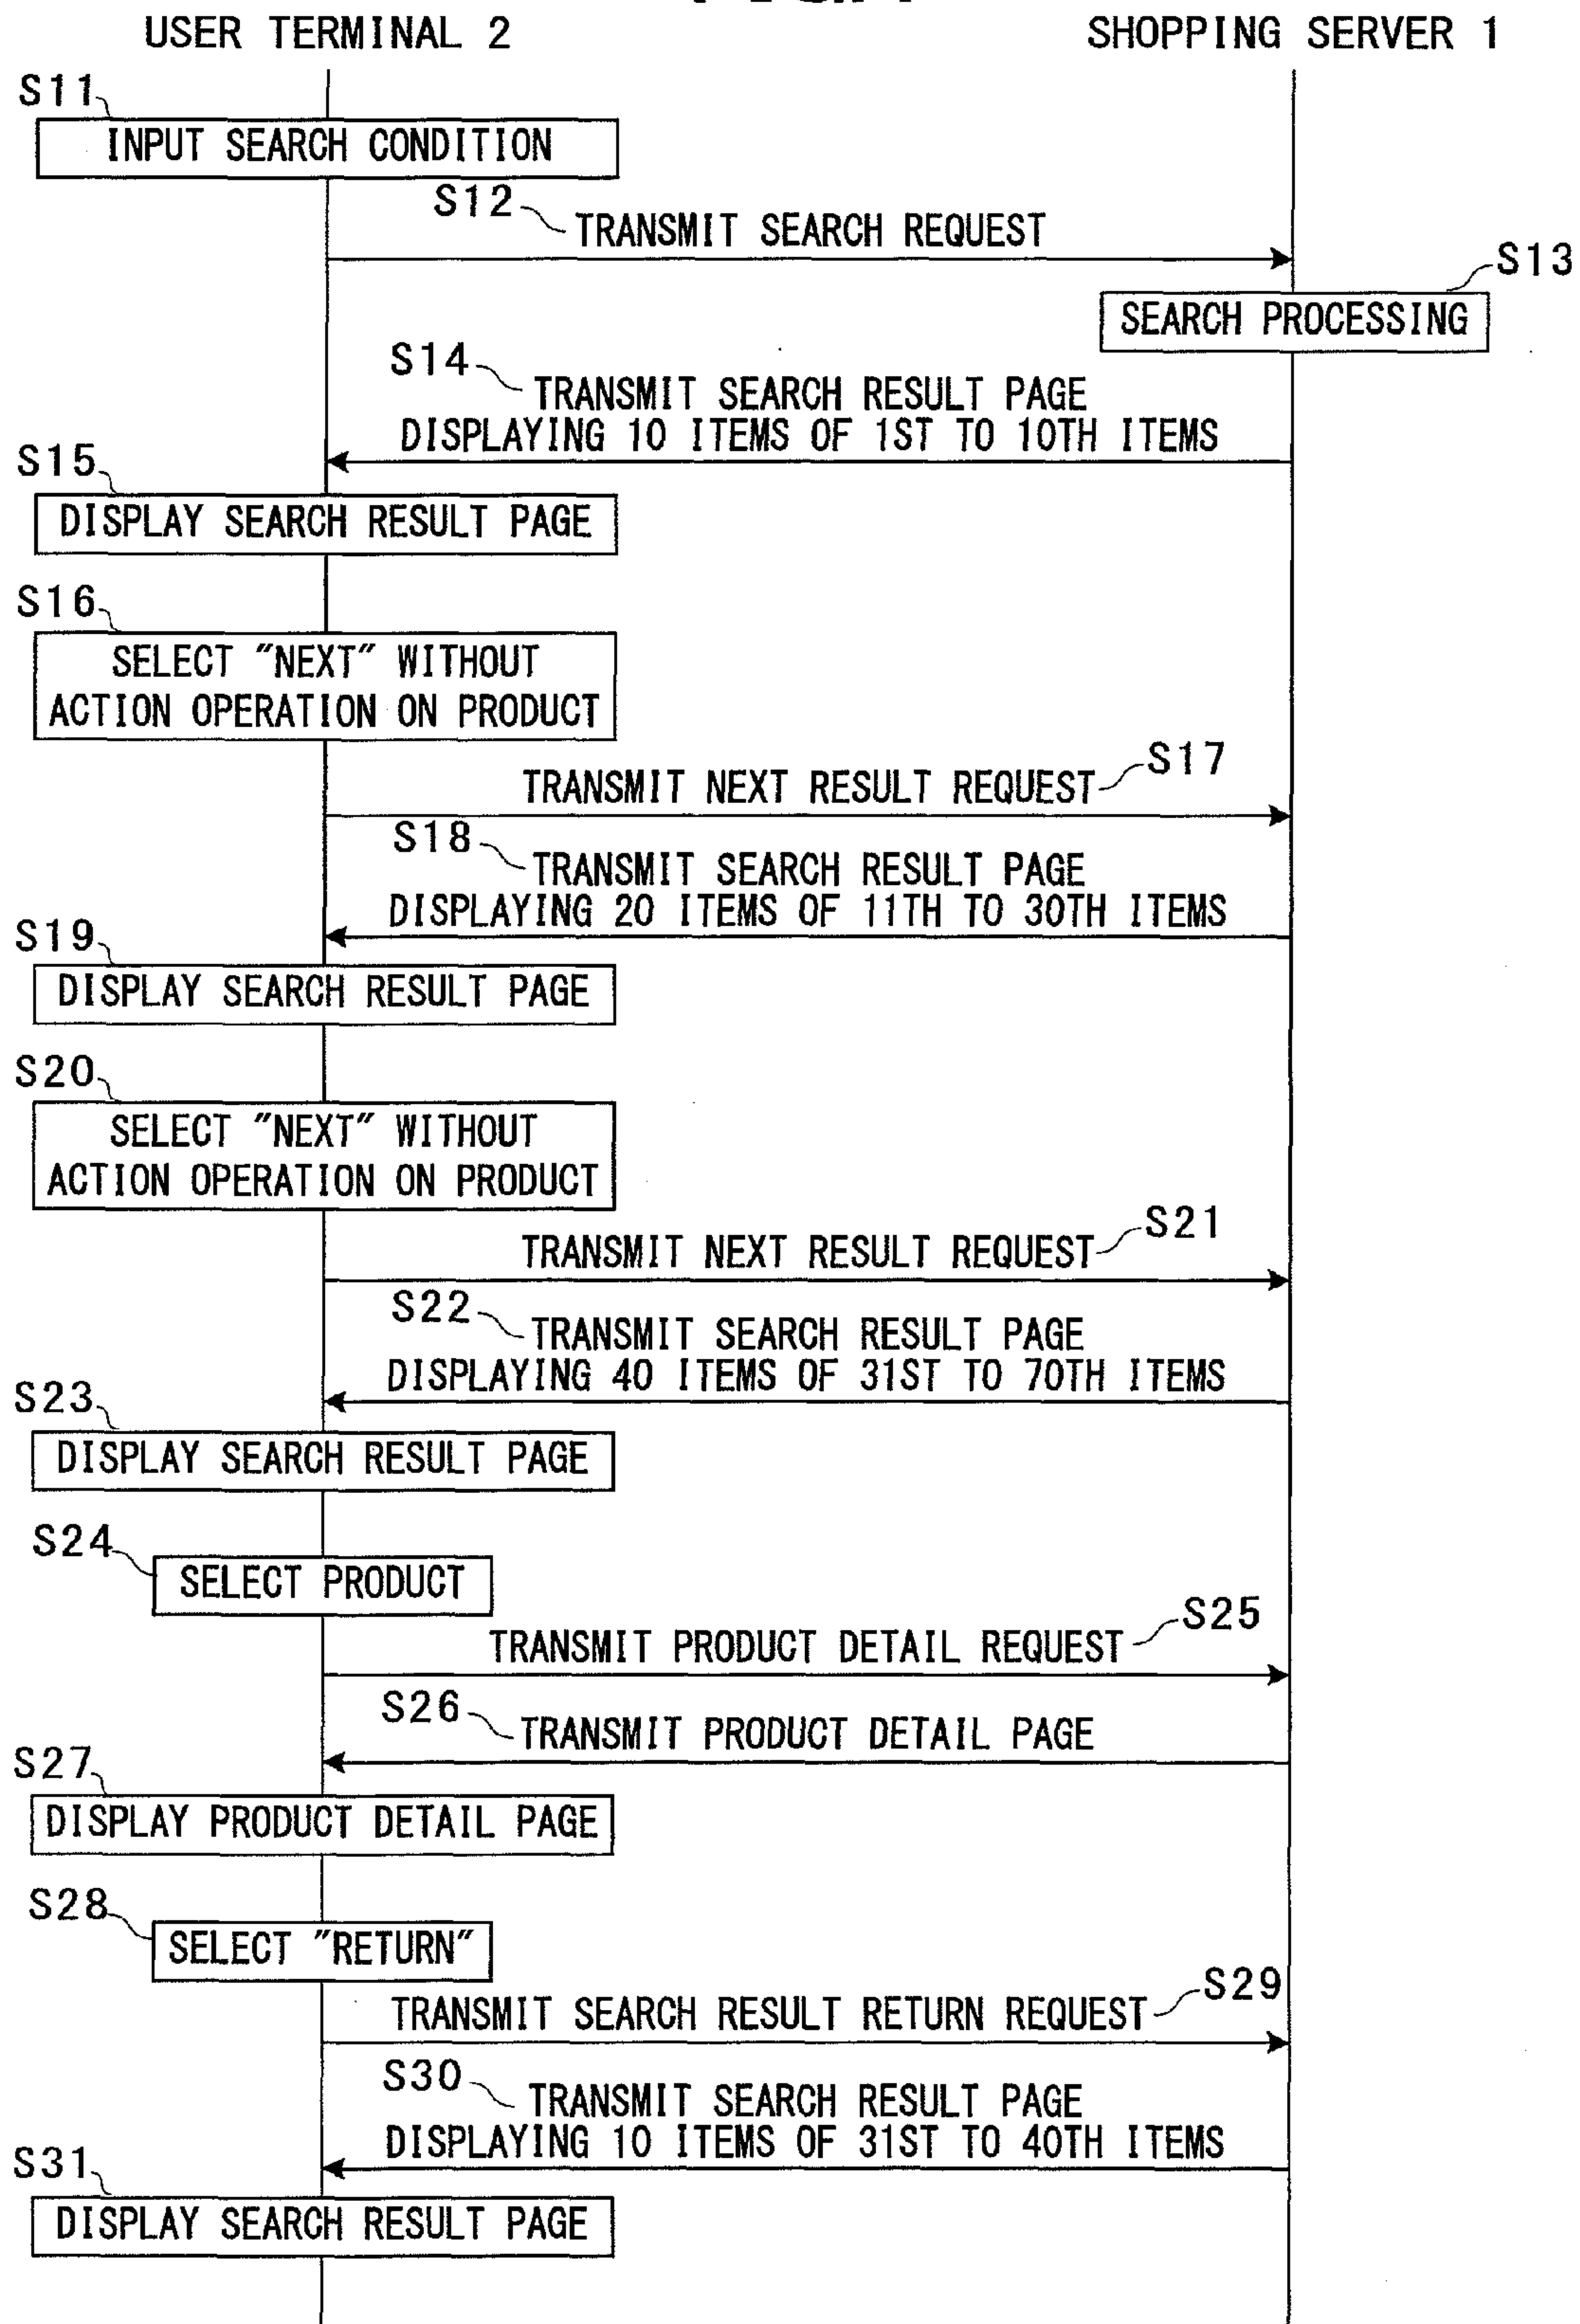 USER TERMINAL 2
SHOPPING SERVER 1
S11
INPUT SEARCH CONDITION
S12
TRANSMIT SEARCH REQUEST
S13
SEARCH PROCESSING
S14
TRANSMIT SEARCH RESULT PAGE
DISPLAYING 10 ITEMS OF 1ST TO 10TH ITEMS
S15
DISPLAY SEARCH RESULT PAGE
S16
SELECT "NEXT" WITHOUT
ACTION OPERATION ON PRODUCT
S17
TRANSMIT NEXT RESULT REQUEST
S18
TRANSMIT SEARCH RESULT PAGE
DISPLAYING 20 ITEMS OF 11TH TO 30TH ITEMS
S19
DISPLAY SEARCH RESULT PAGE
S20
SELECT "NEXT" WITHOUT
ACTION OPERATION ON PRODUCT
S21
TRANSMIT NEXT RESULT REQUEST
S22
TRANSMIT SEARCH RESULT PAGE
DISPLAYING 40 ITEMS OF 31ST TO 70TH ITEMS
S23
DISPLAY SEARCH RESULT PAGE
S24
SELECT PRODUCT
S25
TRANSMIT PRODUCT DETAIL REQUEST
S26
TRANSMIT PRODUCT DETAIL PAGE
S27
DISPLAY PRODUCT DETAIL PAGE
S28
SELECT "RETURN"
S29
TRANSMIT SEARCH RESULT RETURN REQUEST
S30
TRANSMIT SEARCH RESULT PAGE
DISPLAYING 10 ITEMS OF 31ST TO 40TH ITEMS
S31
DISPLAY SEARCH RESULT PAGE